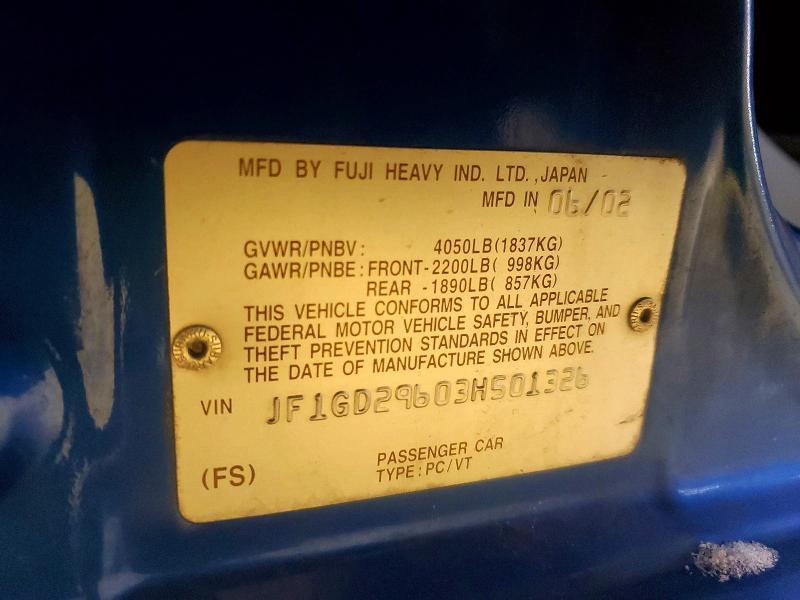 MFD BY FUJI HEAVY IND. LTD., JAPAN
MFD IN 06/02
GVWR/PNBV: 4050LB(1837KG)
GAWR/PNBE: FRONT-2200LB( 998KG)
REAR -1890LB( 857KG)
THIS VEHICLE CONFORMS TO ALL APPLICABLE
FEDERAL MOTOR VEHICLE SAFETY, BUMPER, AND
THEFT PREVENTION STANDARDS IN EFFECT ON
THE DATE OF MANUFACTURE SHOWN ABOVE.
VIN JF1GD29603H501326
PASSENGER CAR
(FS) TYPE: PC/VT